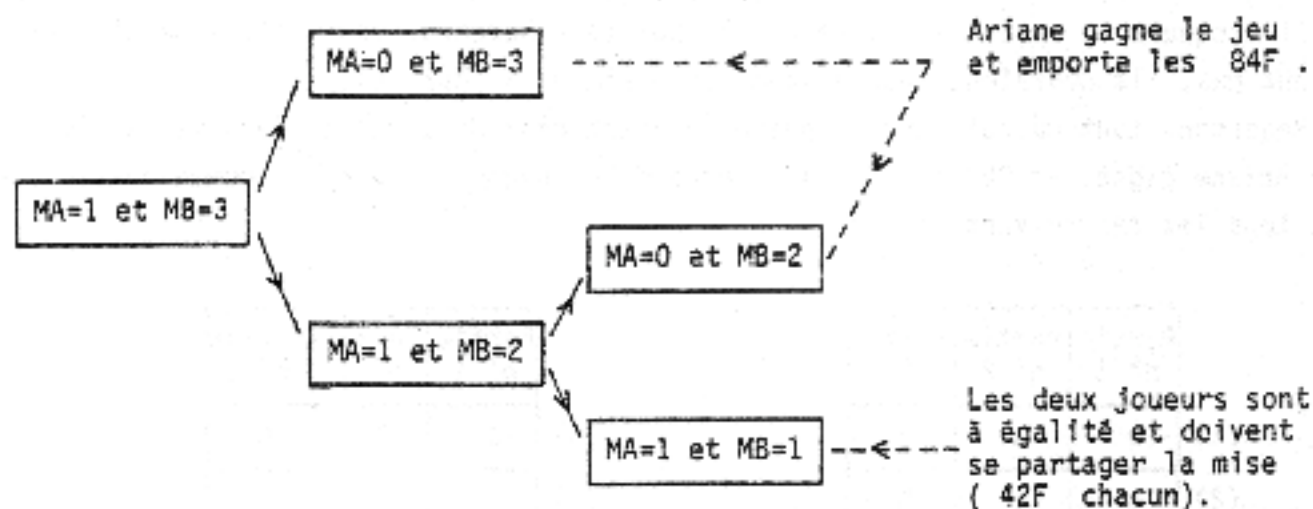 Ariane gagne le jeu
et emporte les 84F .
MA=0 et MB=3
MA=1 et MB=3
MA=0 et MB=2
MA=1 et MB=2
MA=1 et MB=1
Les deux joueurs sont
à égalité et doivent
se partager la mise
( 42F chacun).